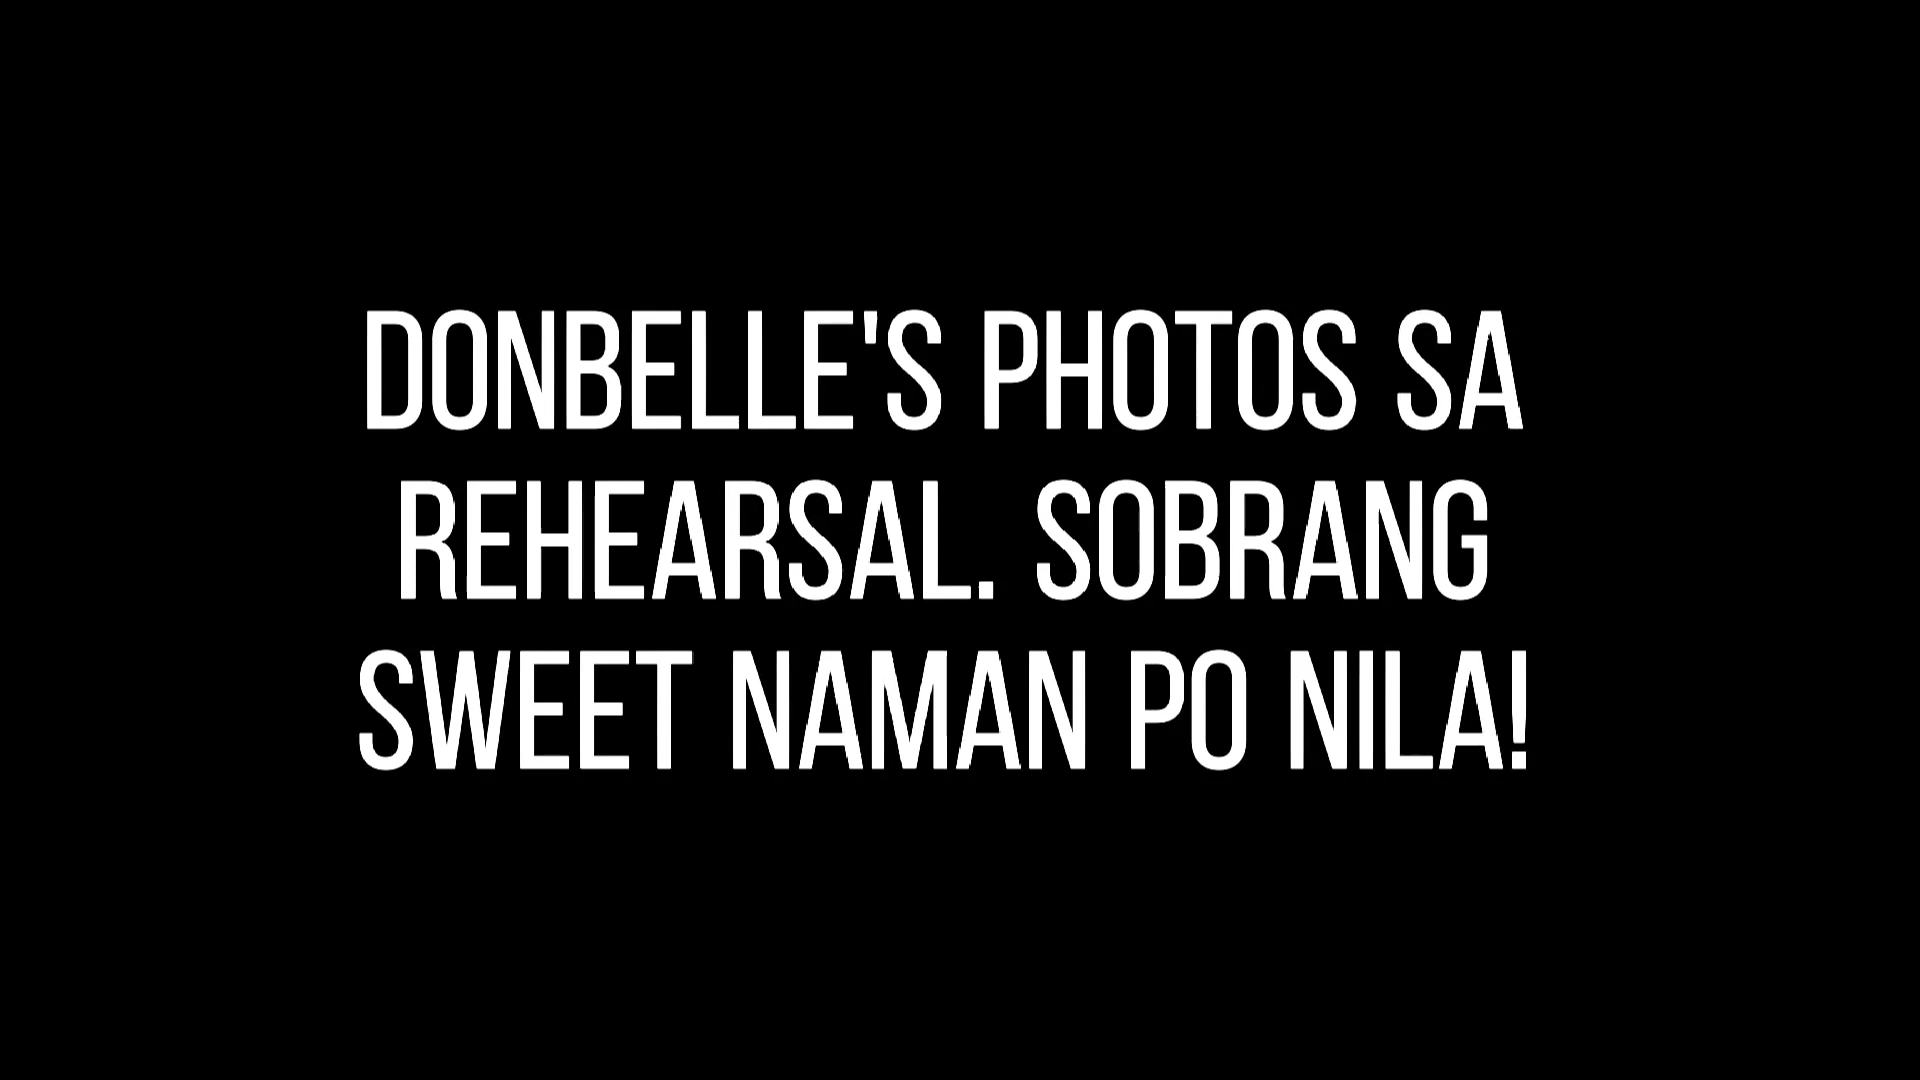 DONBELLE'S PHOTOS SA
REHEARSAL. SOBRANG
SWEET NAMAN PO NILA!